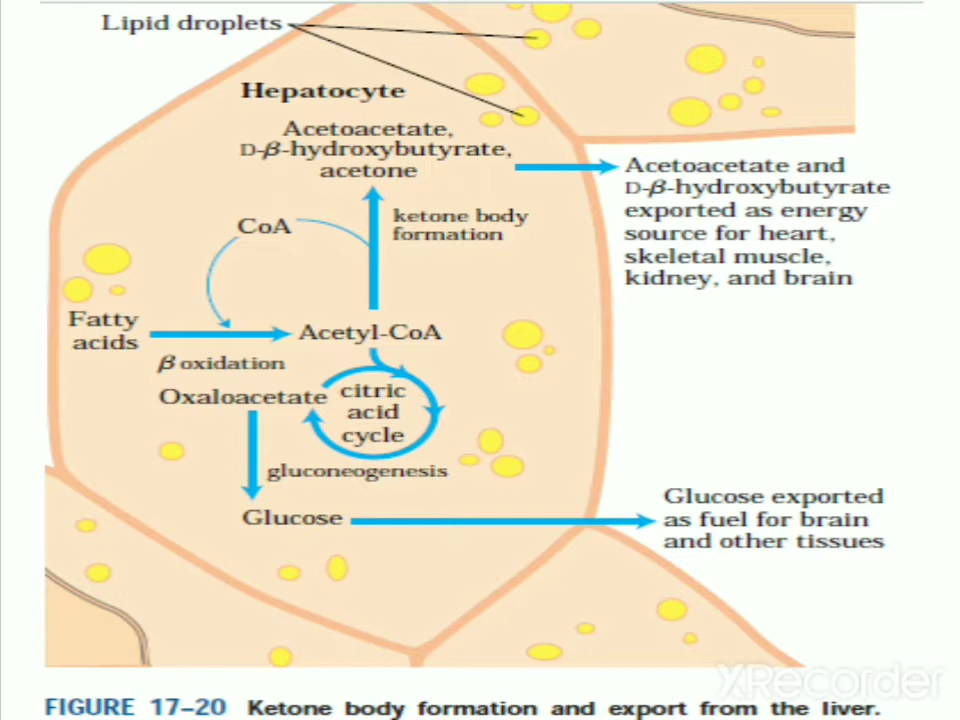 Lipid droplets
Hepatocyte
Acetoacetate,
D-β-hydroxybutyrate,
acetone
Acetoacetate and
D-β-hydroxybutyrate
exported as energy
source for heart,
skeletal muscle,
kidney, and brain
CoA
ketone body
formation
Fatty
acids
Acetyl-CoA
β oxidation
Oxaloacetate
citric
acid
cycle
gluconeogenesis
Glucose
Glucose exported
as fuel for brain
and other tissues
XRecorder
FIGURE 17–20 Ketone body formation and export from the liver.